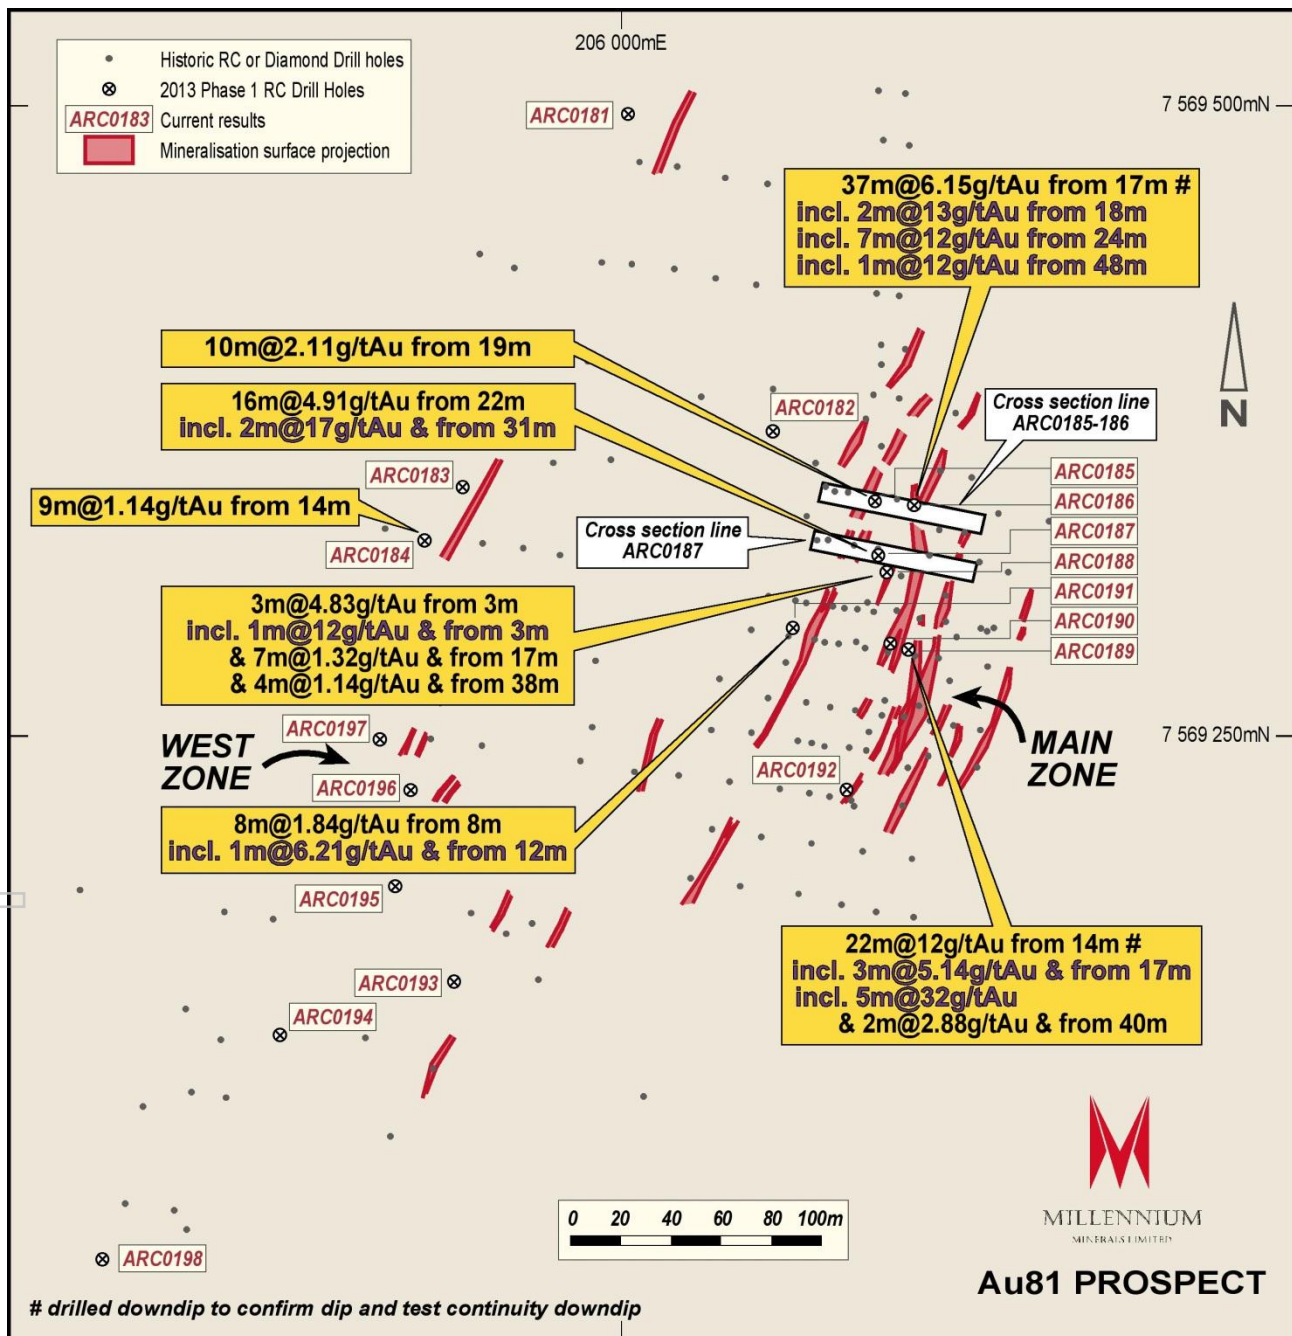 206 000mE
Historic RC or Diamond Drill holes
2013 Phase 1 RC Drill Holes
ARC0183 Current results
Mineralisation surface projection
ARC0181
7 569 500mN
37m@6.15g/tAu from 17m #
incl. 2m@13g/tAu from 18m
incl. 7m@12g/tAu from 24m
incl. 1m@12g/tAu from 48m
10m@2.11g/tAu from 19m
16m@4.91g/tAu from 22m
incl. 2m@17g/tAu & from 31m
ARC0182
Cross section line
ARC0185-186
N
ARC0183
9m@1.14g/tAu from 14m
ARC0184
Cross section line
ARC0187
ARC0185
ARC0186
ARC0187
ARC0188
ARC0191
ARC0190
ARC0189
3m@4.83g/tAu from 3m
incl. 1m@12g/tAu & from 3m
& 7m@1.32g/tAu & from 17m
& 4m@1.14g/tAu & from 38m
ARC0197
WEST
ZONE
ARC0196
ARC0192
MAIN
ZONE
7 569 250mN
8m@1.84g/tAu from 8m
incl. 1m@6.21g/tAu & from 12m
ARC0195
22m@12g/tAu from 14m #
incl. 3m@5.14g/tAu & from 17m
incl. 5m@32g/tAu
& 2m@2.88g/tAu & from 40m
ARC0193
ARC0194
ARC0198
0 20 40 60 80 100m
MILLENNIUM
MINERALS LIMITED
Au81 PROSPECT
# drilled downdip to confirm dip and test continuity downdip